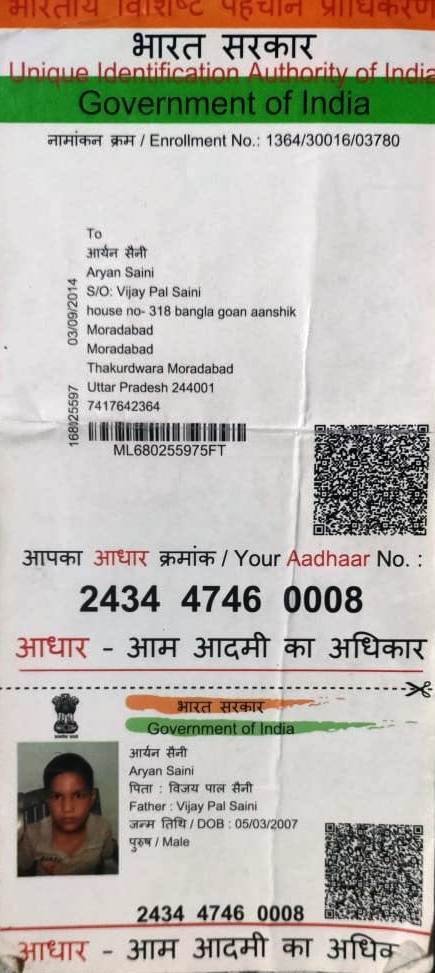 भारतीय विशिष्ट पहचान प्राधिकरण
भारत सरकार
Unique Identification Authority of India
Government of India
नामांकन क्रम / Enrollment No.: 1364/30016/03780
To
आर्यन सैनी
Aryan Saini
S/O: Vijay Pal Saini
house no- 318 bangla goan aanshik
Moradabad
Moradabad
Thakurdwara Moradabad
Uttar Pradesh 244001
7417642364
03/09/2014
ML680255975FT
आपका आधार क्रमांक / Your Aadhaar No. :
2434 4746 0008
आधार - आम आदमी का अधिकार
भारत सरकार
Government of India
आर्यन सैनी
Aryan Saini
पिता : विजय पाल सैनी
Father : Vijay Pal Saini
जन्म तिथि / DOB : 05/03/2007
पुरुष / Male
2434 4746 0008
आधार - आम आदमी का अधिक